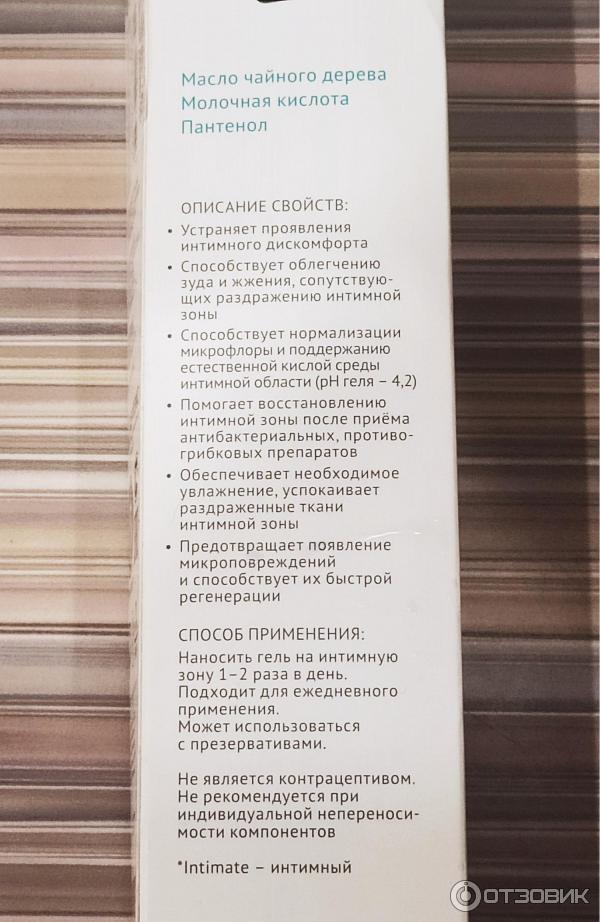 Масло чайного дерева
Молочная кислота
Пантенол
ОПИСАНИЕ СВОЙСТВ:
• Устраняет проявления
интимного дискомфорта
• Способствует облегчению
зуда и жжения, сопутствую-
щих раздражению интимной
зоны
• Способствует нормализации
микрофлоры и поддержанию
естественной кислой среды
интимной области (pH геля – 4,2)
• Помогает восстановлению
интимной зоны после приёма
антибактериальных, противо-
грибковых препаратов
• Обеспечивает необходимое
увлажнение, успокаивает
раздраженные ткани
интимной зоны
• Предотвращает появление
микроповреждений
и способствует их быстрой
регенерации
СПОСОБ ПРИМЕНЕНИЯ:
Наносить гель на интимную
зону 1–2 раза в день.
Подходит для ежедневного
применения.
Может использоваться
с презервативами.
Не является контрацептивом.
Не рекомендуется при
индивидуальной непереноси-
мости компонентов
*Intimate – интимный
ОТЗОВИК